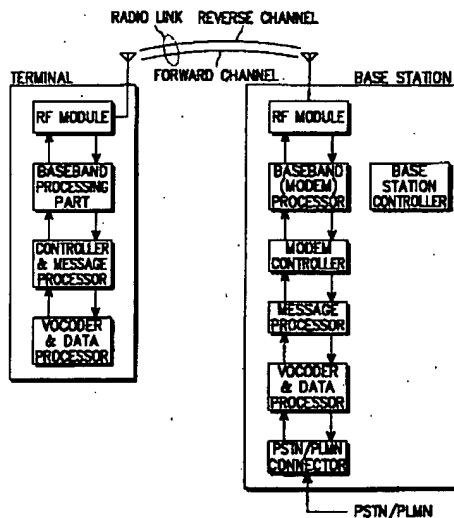 RADIO LINK REVERSE CHANNEL
FORWARD CHANNEL
TERMINAL
RF MODULE
BASEBAND
PROCESSING
PART
CONTROLLER
& MESSAGE
PROCESSOR
VOCODER
& DATA
PROCESSOR
BASE STATION
RF MODULE
BASEBAND
(MODEM)
PROCESSOR
BASE
STATION
CONTROLLER
MODEM
CONTROLLER
MESSAGE
PROCESSOR
VOCODER
& DATA
PROCESSOR
PSTN/PLMN
CONNECTOR
PSTN/PLMN